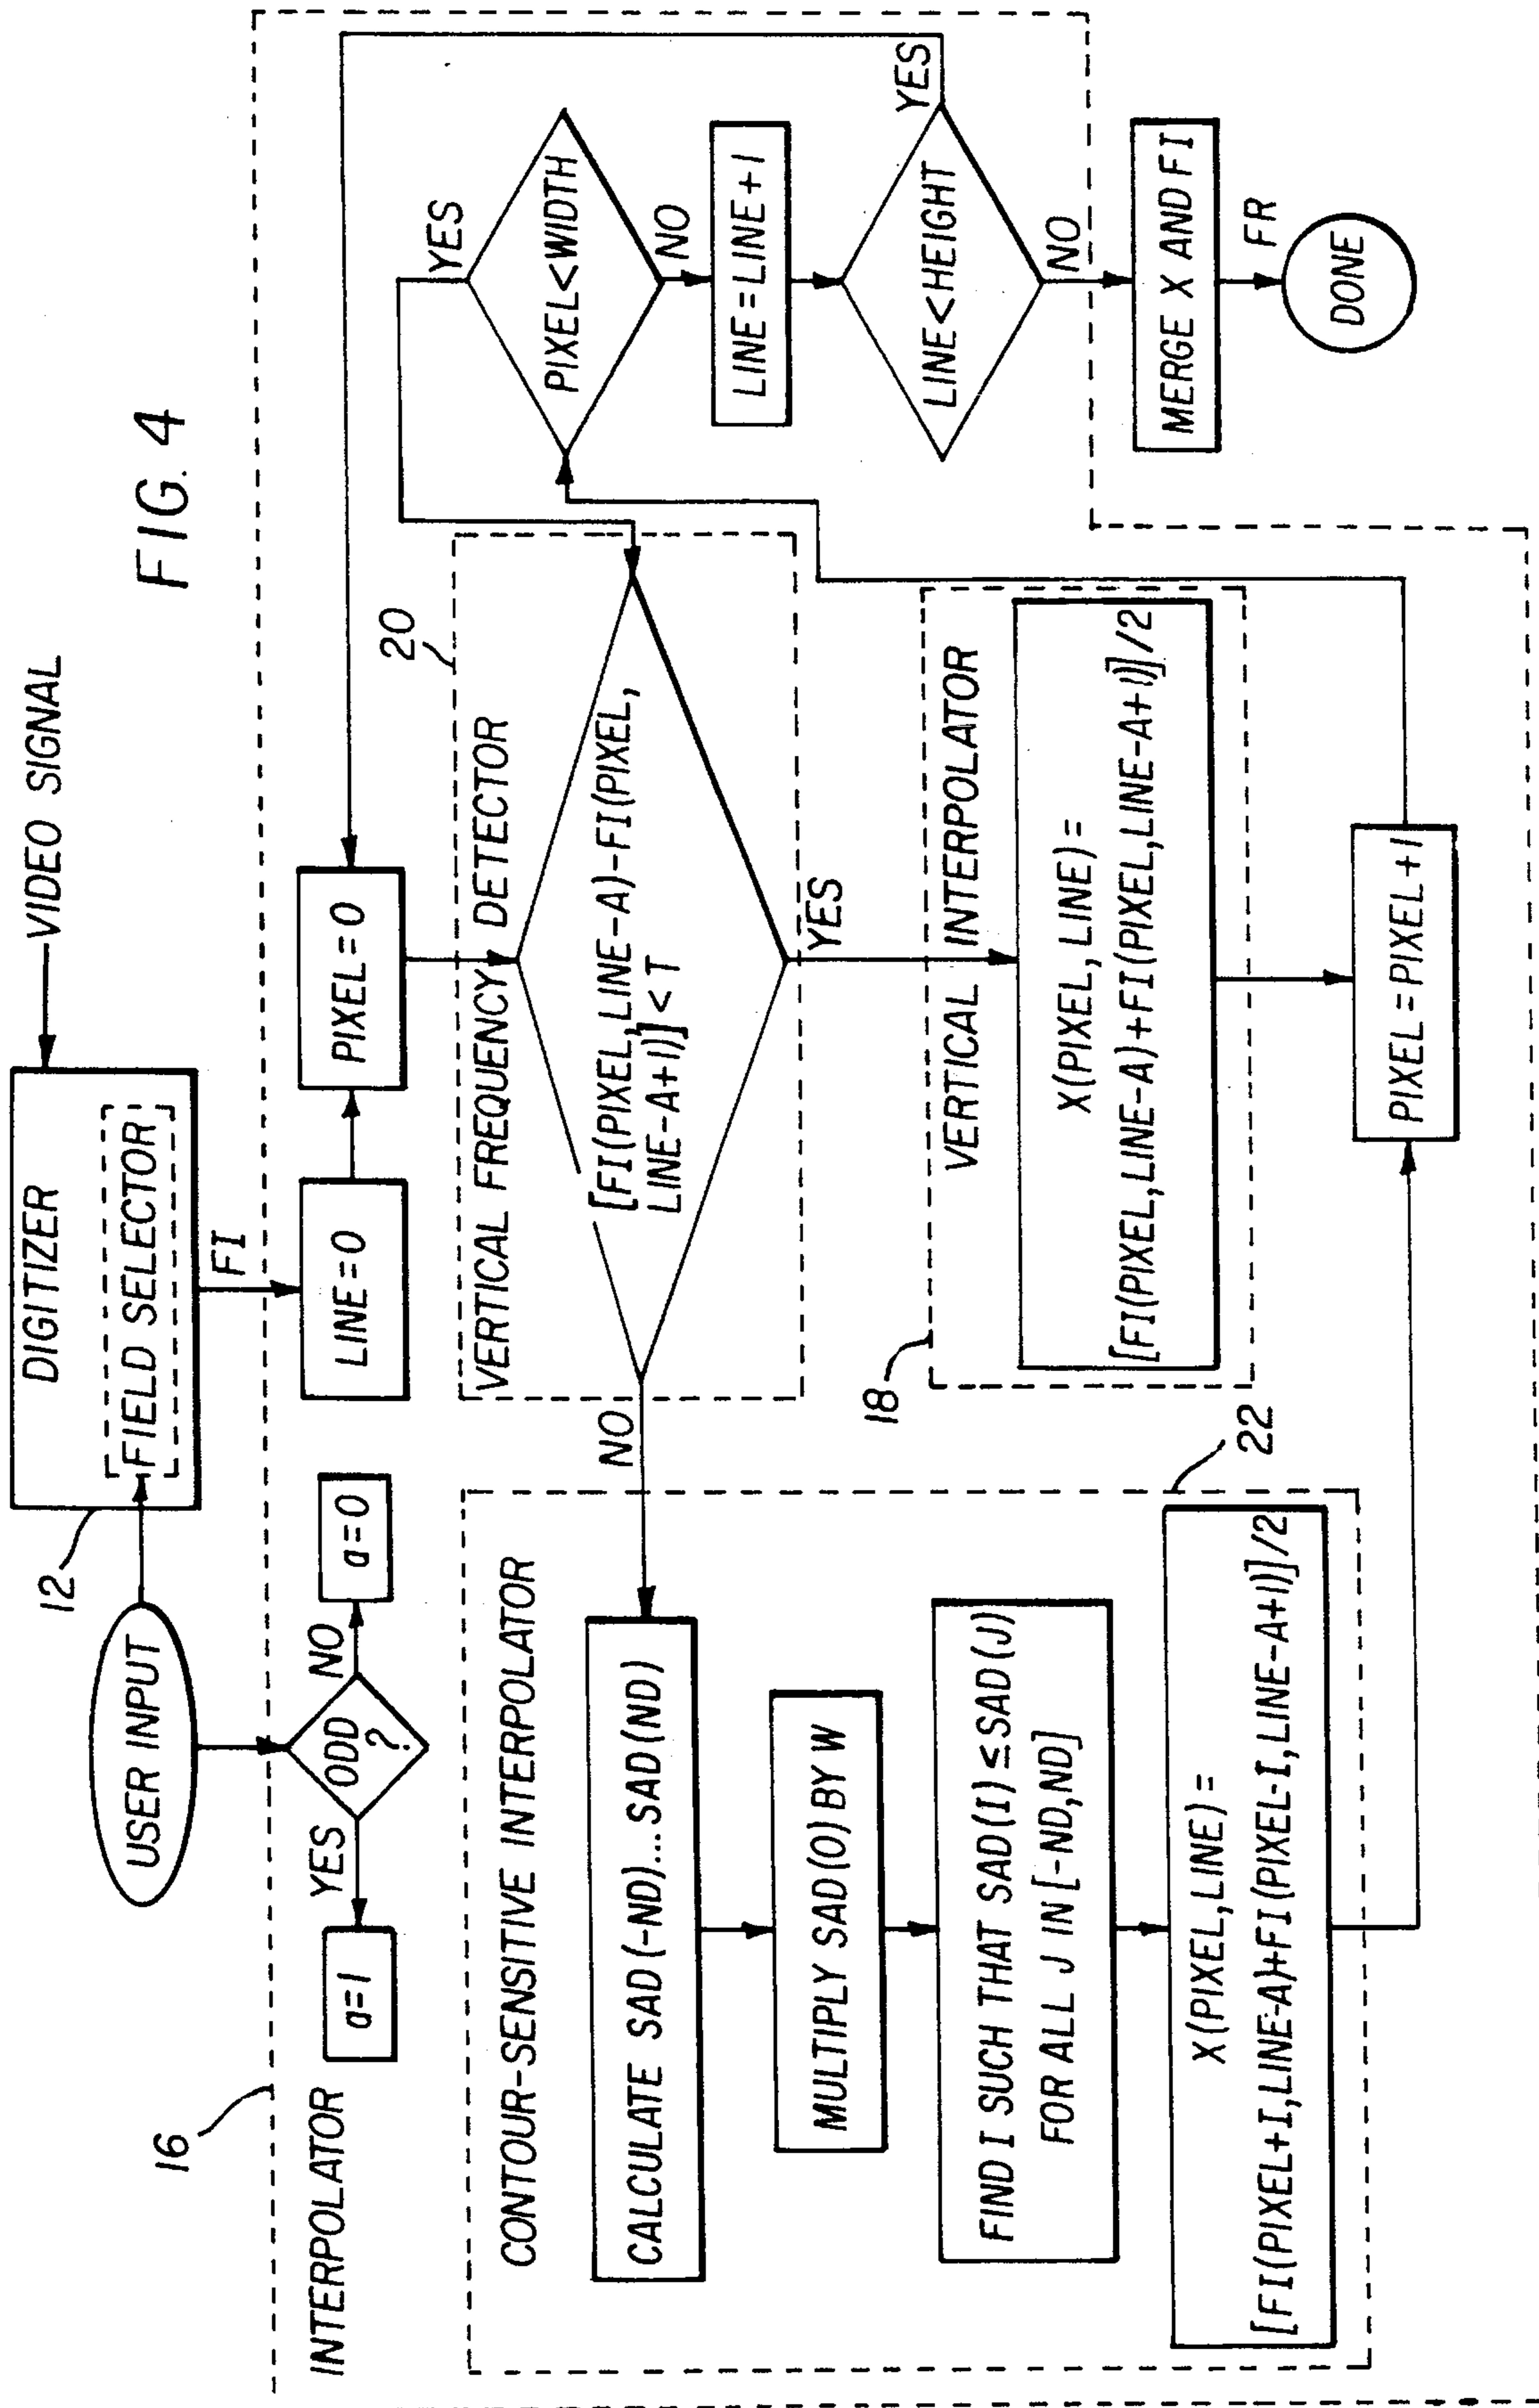 FIG. 4
VIDEO SIGNAL
DIGITIZER
FIELD SELECTOR
12
USER INPUT
FI
16
INTERPOLATOR
ODD
?
YES
a=1
NO
a=0
LINE=0
PIXEL=0
20
VERTICAL FREQUENCY DETECTOR
[FI(PIXEL,LINE-A)-FI(PIXEL,
LINE-A+1)]<T
NO
YES
CONTOUR-SENSITIVE INTERPOLATOR
CALCULATE SAD(-ND)...SAD(ND)
MULTIPLY SAD(0) BY W
FIND I SUCH THAT SAD(I)≤SAD(J)
FOR ALL J IN [-ND,ND]
X(PIXEL,LINE)=
[FI(PIXEL+I,LINE-A)+FI(PIXEL-I,LINE-A+1)]/2
22
18
VERTICAL INTERPOLATOR
X(PIXEL,LINE)=
[FI(PIXEL,LINE-A)+FI(PIXEL,LINE-A+1)]/2
PIXEL=PIXEL+1
PIXEL<WIDTH
YES
NO
LINE=LINE+1
LINE<HEIGHT
YES
NO
MERGE X AND FI
FR
DONE